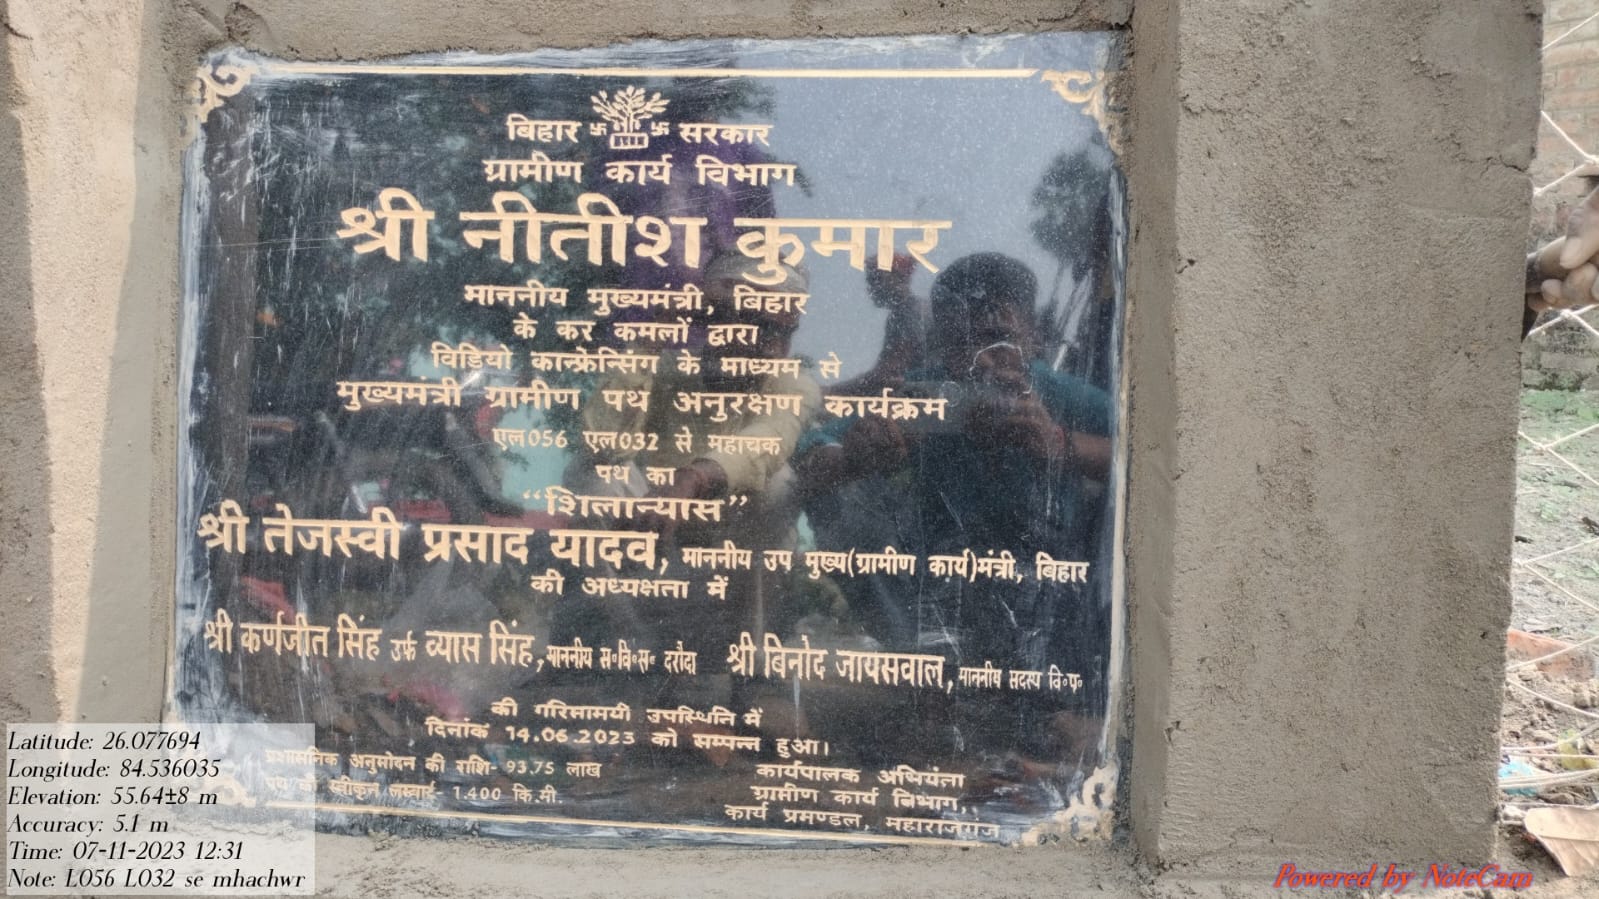 बिहार सरकार
ग्रामीण कार्य विभाग
श्री नीतीश कुमार
माननीय मुख्यमंत्री, बिहार
के कर कमलों द्वारा
विडियो कान्फ्रेन्सिंग के माध्यम से
मुख्यमंत्री ग्रामीण पथ अनुरक्षण कार्यक्रम
एल056 एल032 से महाचक
पथ का
“शिलान्यास”
श्री तेजस्वी प्रसाद यादव, माननीय उप मुख्य(ग्रामीण कार्य)मंत्री, बिहार
की अध्यक्षता में
श्री कर्णजीत सिंह उर्फ व्यास सिंह, माननीय स॰वि॰स॰ दरौंदा श्री बिनोद जायसवाल, माननीय सदस्य वि॰प॰
की गरिमामयी उपस्थिति में
दिनांक 14.06.2023 को सम्पन्न हुआ।
प्रशासनिक अनुमोदन की राशि- 93.75 लाख
पथ की स्वीकृत लम्बाई- 1.400 कि.मी.
कार्यपालक अभियंता
ग्रामीण कार्य विभाग,
कार्य प्रमण्डल, महाराजगंज
Latitude: 26.077694
Longitude: 84.536035
Elevation: 55.64±8 m
Accuracy: 5.1 m
Time: 07-11-2023 12:31
Note: L056 L032 se mhachwr
Powered by NoteCam